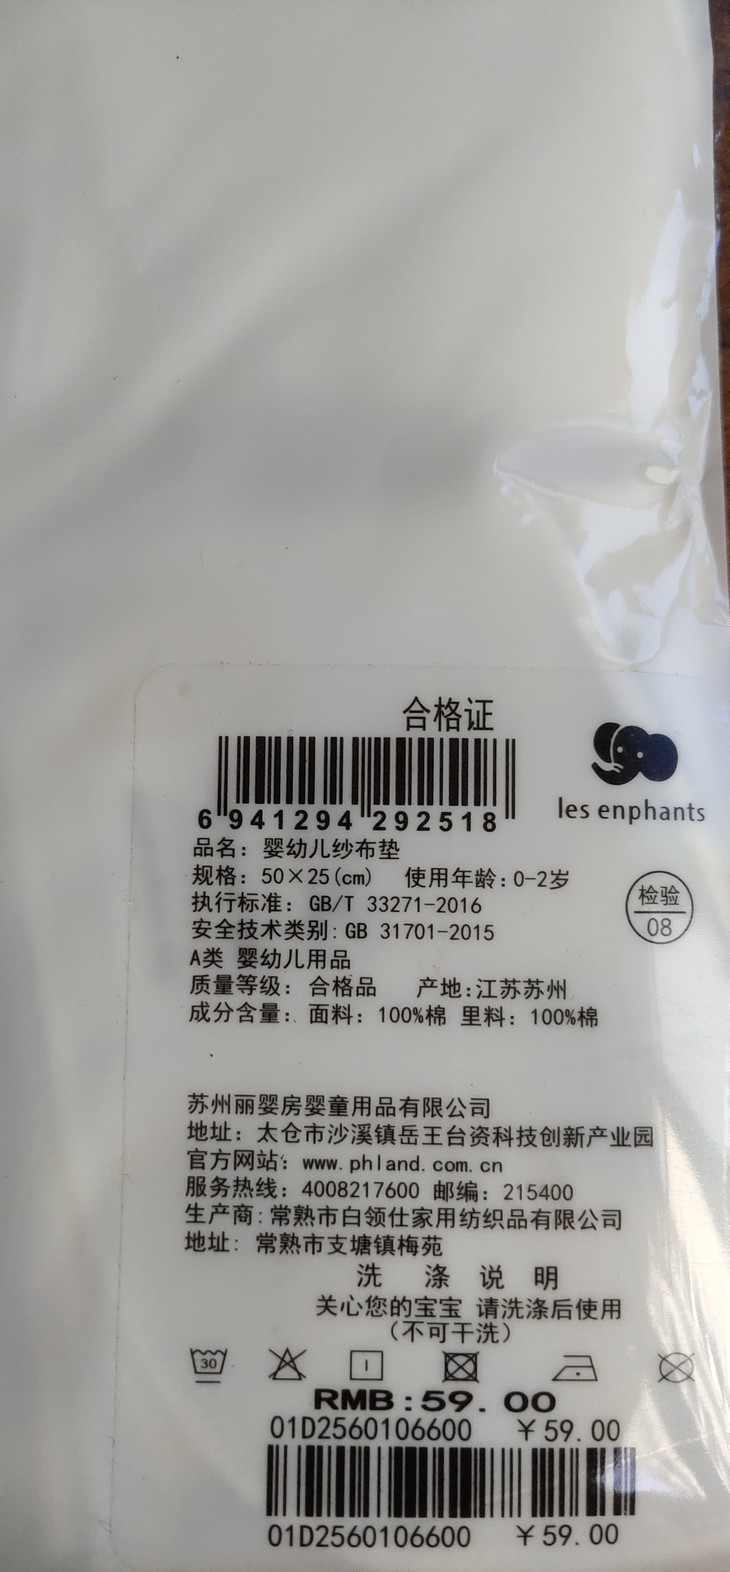 合格证
6 941294 292518
les enphants
品名：婴幼儿纱布垫
规格：50×25(cm) 使用年龄：0-2岁
执行标准：GB/T 33271-2016
检验
08
安全技术类别：GB 31701-2015
A类 婴幼儿用品
质量等级：合格品 产地：江苏苏州
成分含量：面料：100%棉 里料：100%棉
苏州丽婴房婴童用品有限公司
地址：太仓市沙溪镇岳王台资科技创新产业园
官方网站：www.phland.com.cn
服务热线：4008217600 邮编：215400
生产商：常熟市白领仕家用纺织品有限公司
地址：常熟市支塘镇梅苑
洗 涤 说 明
关心您的宝宝 请洗涤后使用
（不可干洗）
30
RMB:59.00
01D2560106600 ￥59.00
01D2560106600 ￥59.00